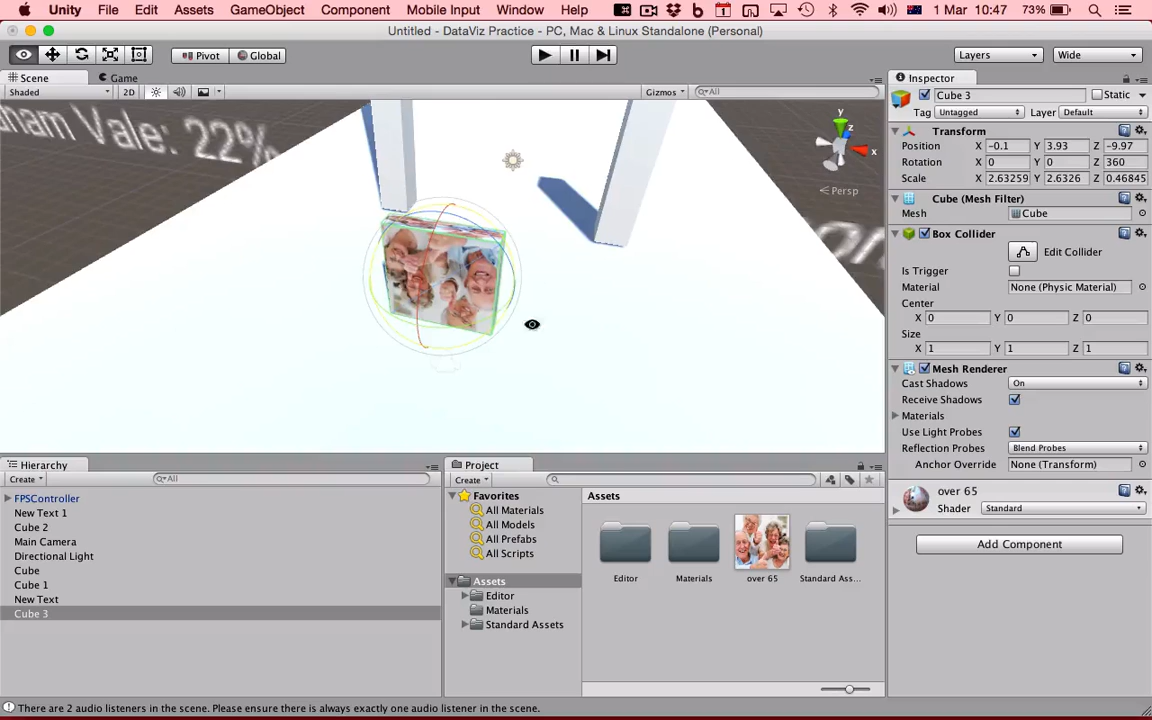 Unity File Edit Assets GameObject Component Mobile Input Window Help 1 1 Mar 10:47 73%
Untitled - DataViz Practice - PC, Mac & Linux Standalone (Personal)
Pivot Global Layers Wide
Scene Game
Shaded 2D Gizmos All
ham Vale: 22%
y z x
Persp
Inspector
Cube 3 Static
Tag Untagged Layer Default
Transform
Position X -0.1 Y 3.93 Z -9.97
Rotation X 0 Y 0 Z 360
Scale X 2.63259 Y 2.6326 Z 0.46845
Cube (Mesh Filter)
Mesh Cube
Box Collider
Edit Collider
Is Trigger
Material None (Physic Material)
Center
X 0 Y 0 Z 0
Size
X 1 Y 1 Z 1
Mesh Renderer
Cast Shadows On
Receive Shadows
Materials
Use Light Probes
Reflection Probes Blend Probes
Anchor Override None (Transform)
over 65
Shader Standard
Add Component
Hierarchy
Create All
FPSController
New Text 1
Cube 2
Main Camera
Directional Light
Cube
Cube 1
New Text
Cube 3
Project
Create
Favorites
All Materials
All Models
All Prefabs
All Scripts
Assets
Editor
Materials
Standard Assets
Assets
Editor Materials over 65 Standard Ass...
There are 2 audio listeners in the scene. Please ensure there is always exactly one audio listener in the scene.